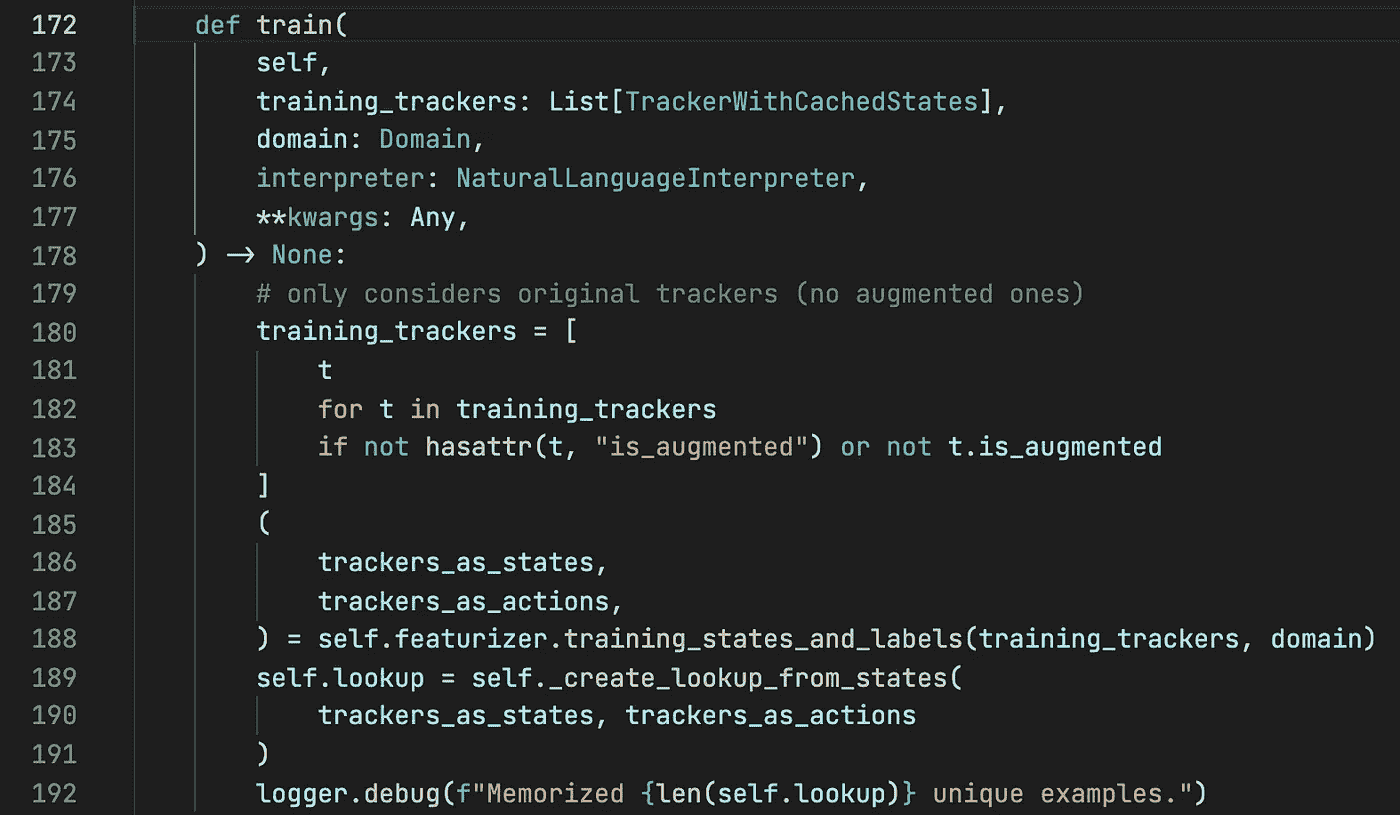 172 def train(
173 self,
174 training_trackers: List[TrackerWithCachedStates],
175 domain: Domain,
176 interpreter: NaturalLanguageInterpreter,
177 **kwargs: Any,
178 ) -> None:
179 # only considers original trackers (no augmented ones)
180 training_trackers = [
181 t
182 for t in training_trackers
183 if not hasattr(t, "is_augmented") or not t.is_augmented
184 ]
185 (
186 trackers_as_states,
187 trackers_as_actions,
188 ) = self.featurizer.training_states_and_labels(training_trackers, domain)
189 self.lookup = self._create_lookup_from_states(
190 trackers_as_states, trackers_as_actions
191 )
192 logger.debug(f"Memorized {len(self.lookup)} unique examples.")